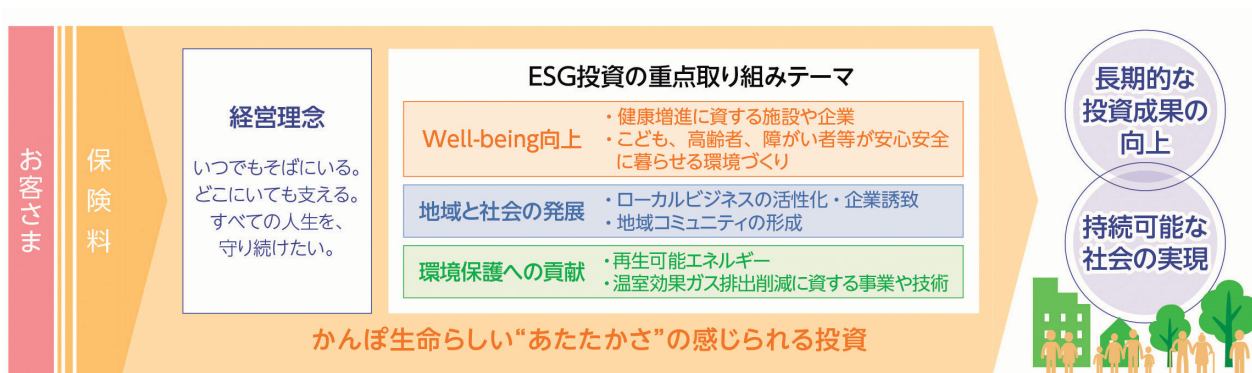 お客さま
保険料
経営理念
いつでもそばにいる。
どこにいても支える。
すべての人生を、
守り続けたい。
ESG投資の重点取り組みテーマ
Well-being向上
・健康増進に資する施設や企業
・こども、高齢者、障がい者等が安心安全
に暮らせる環境づくり
地域と社会の発展
・ローカルビジネスの活性化・企業誘致
・地域コミュニティの形成
環境保護への貢献
・再生可能エネルギー
・温室効果ガス排出削減に資する事業や技術
かんぽ生命らしい“あたたかさ”の感じられる投資
長期的な
投資成果の
向上
持続可能な
社会の実現